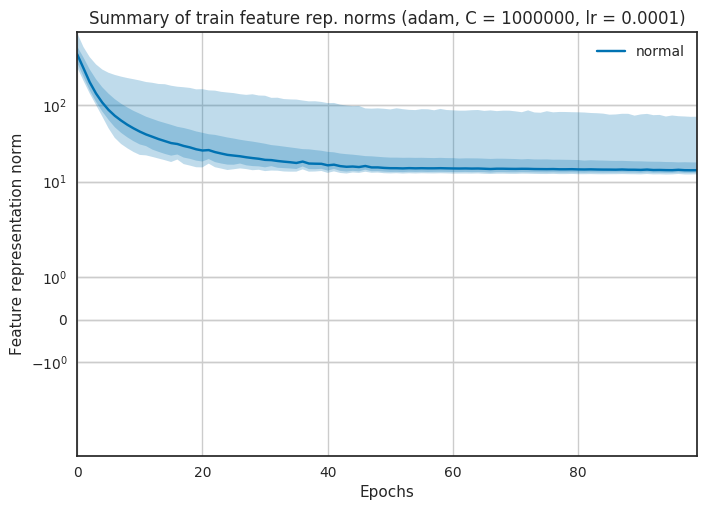 Summary of train feature rep. norms (adam, C = 1000000, lr = 0.0001)
normal
Feature representation norm
10²
10¹
10⁰
0
−10⁰
0 20 40 60 80
Epochs